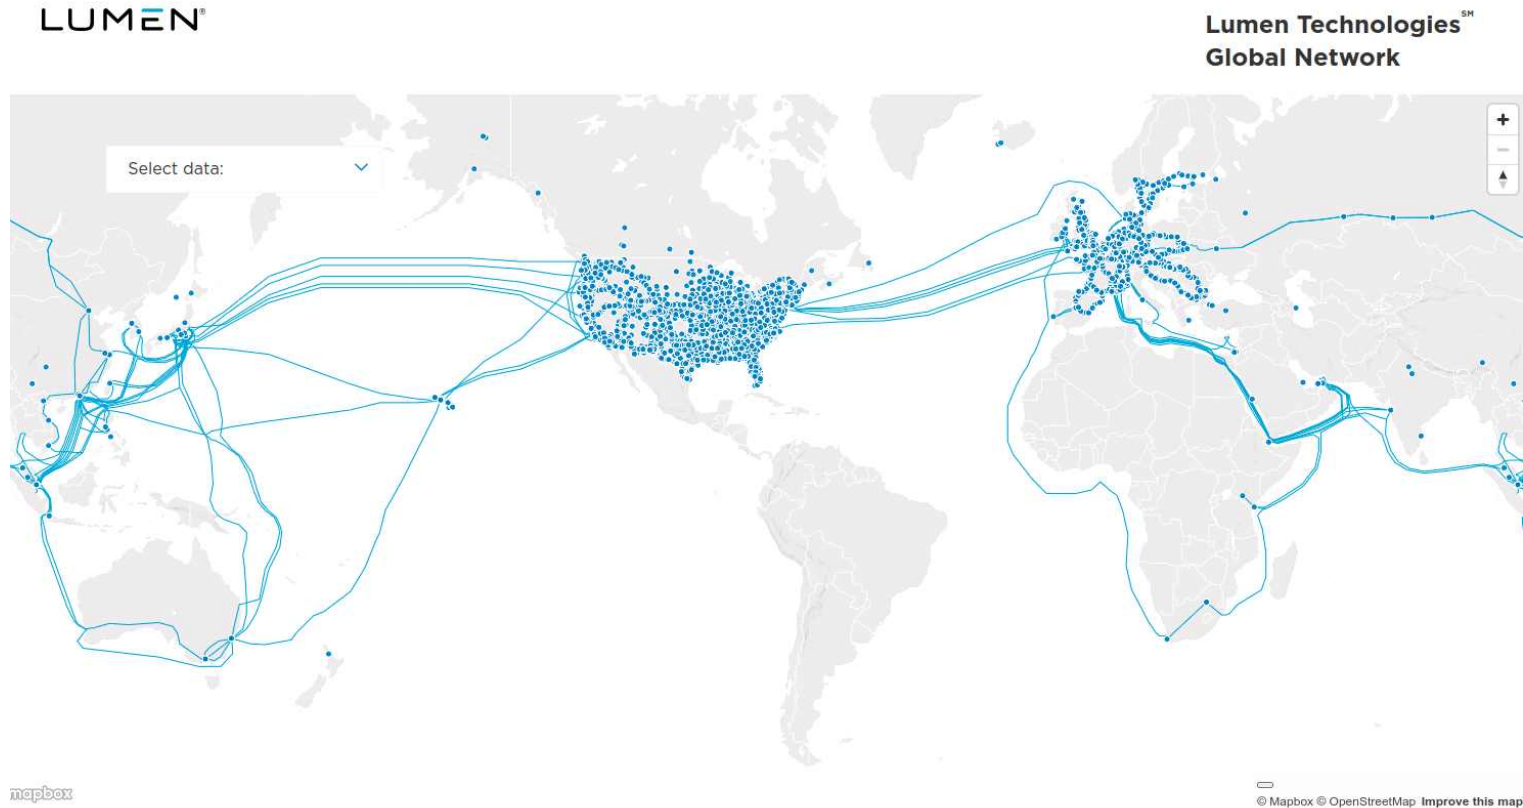 LUMEN®
Lumen Technologies℠
Global Network
Select data:
+
−
mapbox
© Mapbox © OpenStreetMap Improve this map